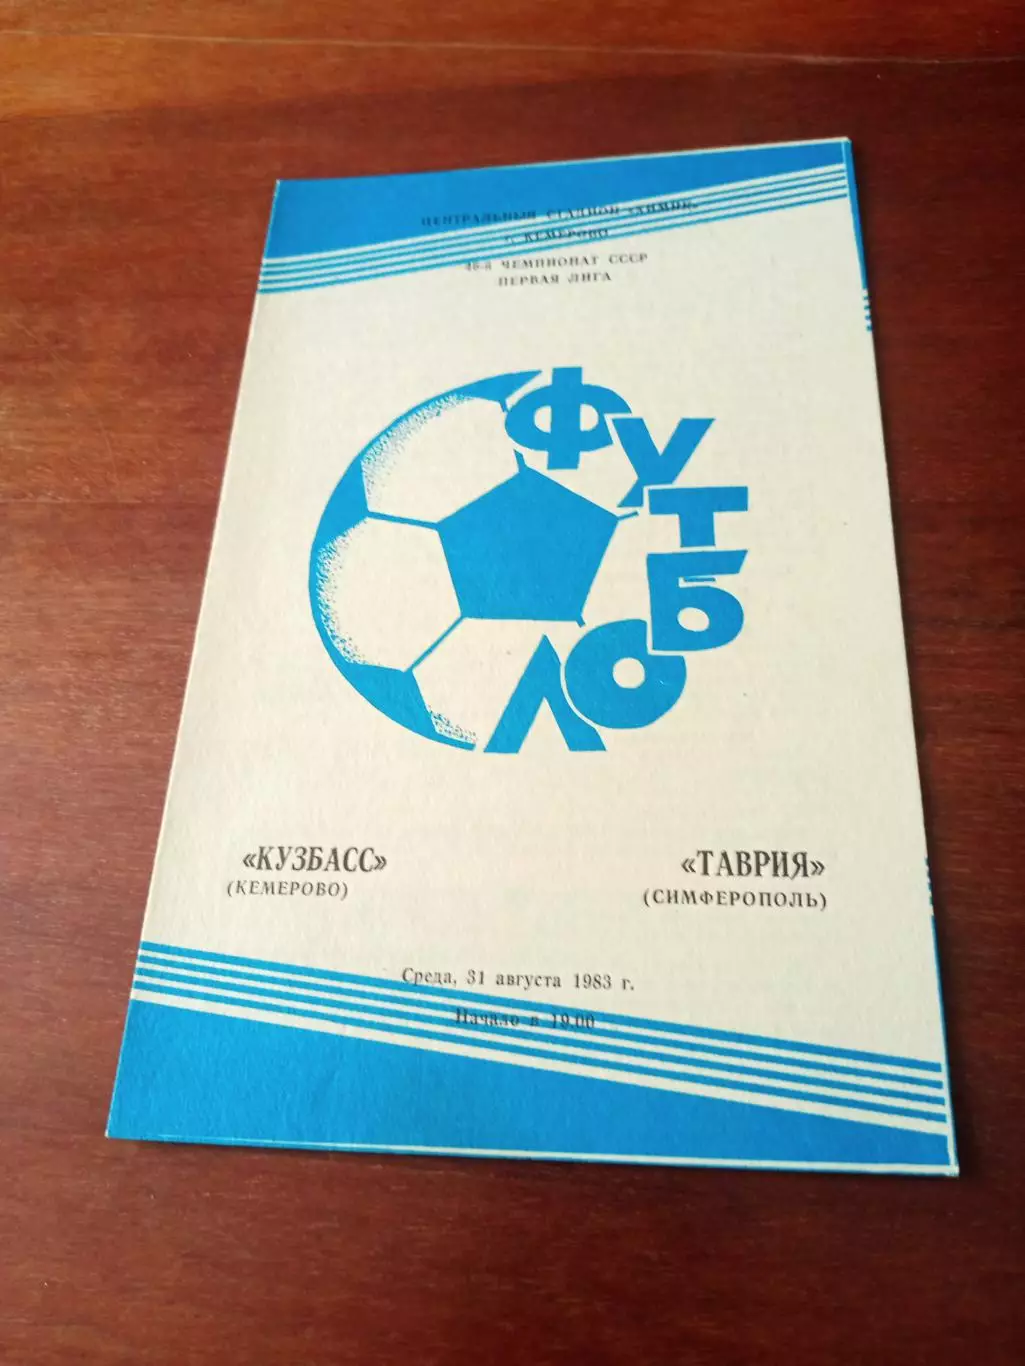 ЦЕНТРАЛЬНЫЙ СТАДИОН «ХИМИК»
г. КЕМЕРОВО
46-й ЧЕМПИОНАТ СССР
ПЕРВАЯ ЛИГА
ФУТБОЛ
«КУЗБАСС»
(КЕМЕРОВО)
«ТАВРИЯ»
(СИМФЕРОПОЛЬ)
Среда, 31 августа 1983 г.
Начало в 19.00